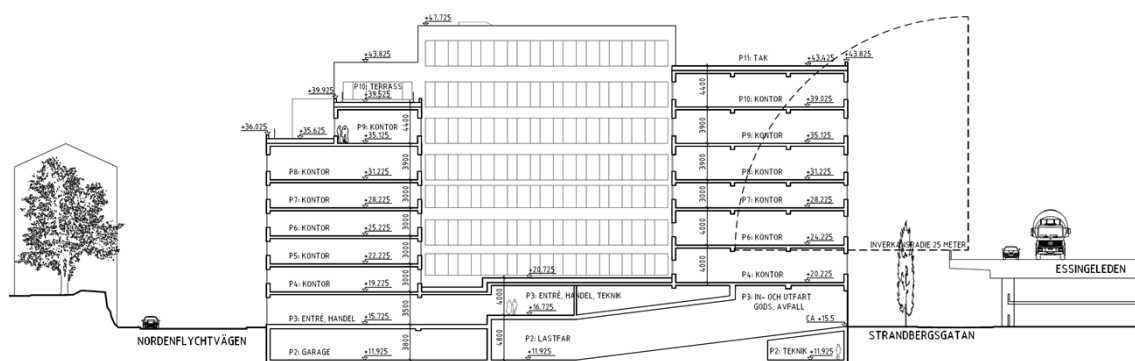 +47.725
+43.825
P11: TAK
+43.425
+43.825
P10: TERRASS
+39.525
+39.925
4400
P10: KONTOR
+39.025
P9: KONTOR
+35.125
4400
+36.025
+35.625
3900
P9: KONTOR
+35.125
3900
3900
P8: KONTOR
+31.225
P8: KONTOR
+31.225
3000
3000
P7: KONTOR
+28.225
P7: KONTOR
+28.225
3000
4000
P6: KONTOR
+25.225
P6: KONTOR
+24.225
INVERKANSRADIE 25 METER
3000
P5: KONTOR
+22.225
4000
ESSINGELEDEN
3000
+20.725
P4: KONTOR
+19.225
P4: KONTOR
+20.225
4000
P3: ENTRÉ, HANDEL, TEKNIK
P3: IN- OCH UTFART
GODS, AVFALL
+16.725
3500
P3: ENTRÉ, HANDEL
+15.725
CA +15.5
NORDENFLYCHTVÄGEN
P2: LASTFAR
STRANDBERGSGATAN
P2: GARAGE
+11.925
3800
4800
+11.925
P2: TEKNIK
+11.925